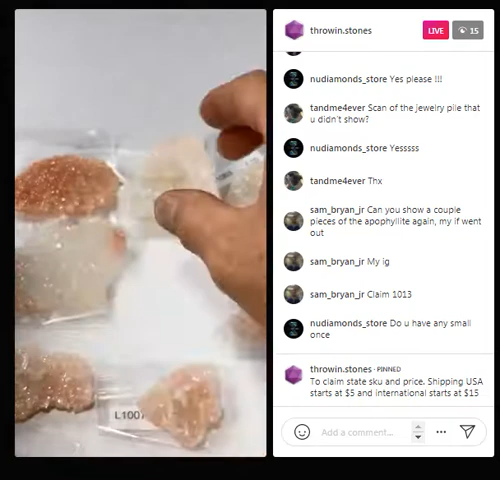 throwin.stones
LIVE
15
nudiamonds_store Yes please !!!
tandme4ever Scan of the jewelry pile that
u didn't show?
nudiamonds_store Yesssss
tandme4ever Thx
sam_bryan_jr Can you show a couple
pieces of the apophyllite again, my if went
out
sam_bryan_jr My ig
sam_bryan_jr Claim 1013
nudiamonds_store Do u have any small
once
throwin.stones · PINNED
To claim state sku and price. Shipping USA
starts at $5 and international starts at $15
Add a comment...
L1007